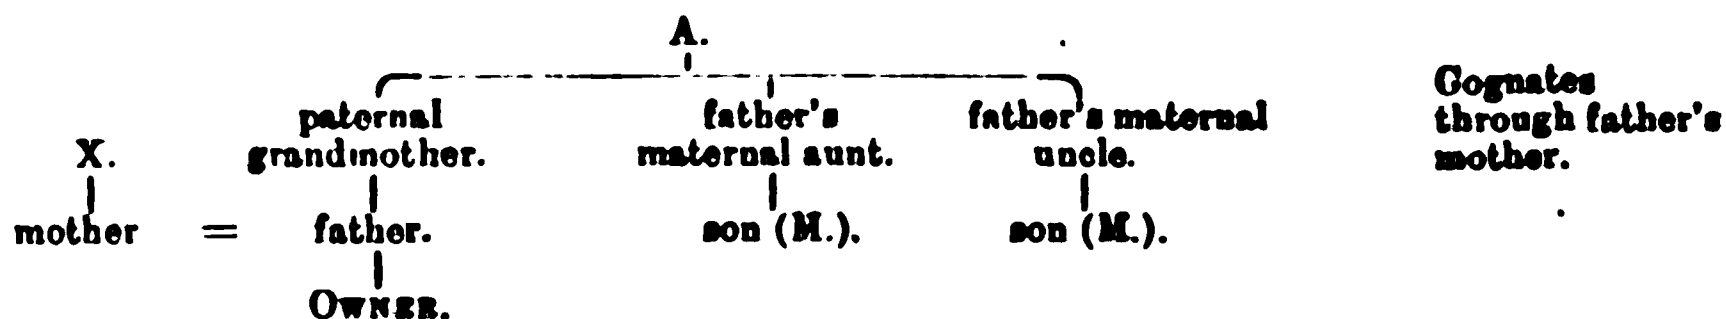 A.
paternal father's father's maternal Cognates
X. grandmother. maternal aunt. uncle. through father's
mother.
mother = father. son (M.). son (M.).
OWNER.